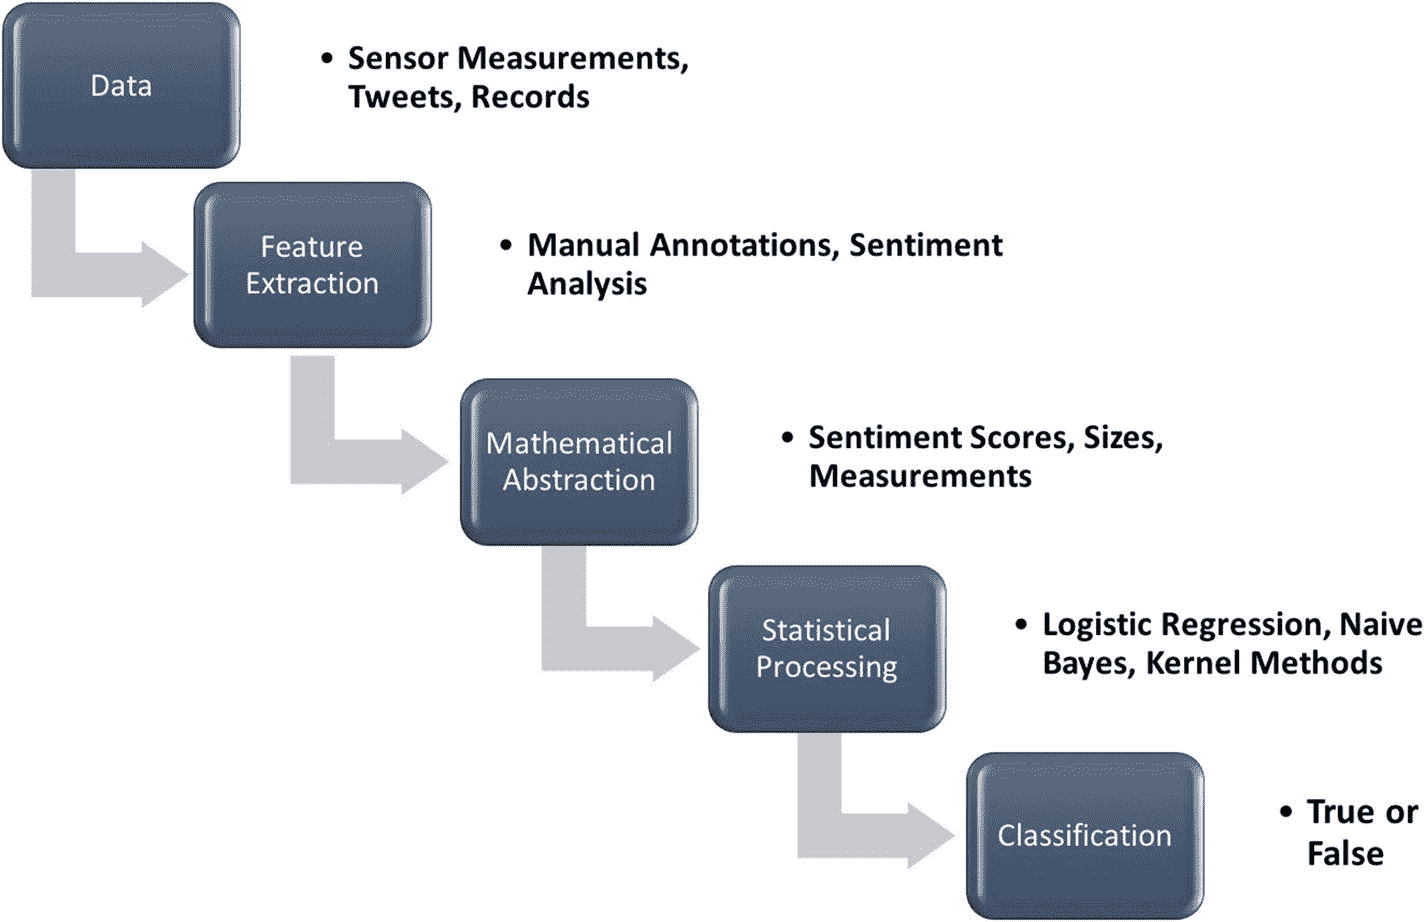 Data
• Sensor Measurements,
Tweets, Records
Feature
Extraction
• Manual Annotations, Sentiment
Analysis
Mathematical
Abstraction
• Sentiment Scores, Sizes,
Measurements
Statistical
Processing
• Logistic Regression, Naive
Bayes, Kernel Methods
Classification
• True or
False